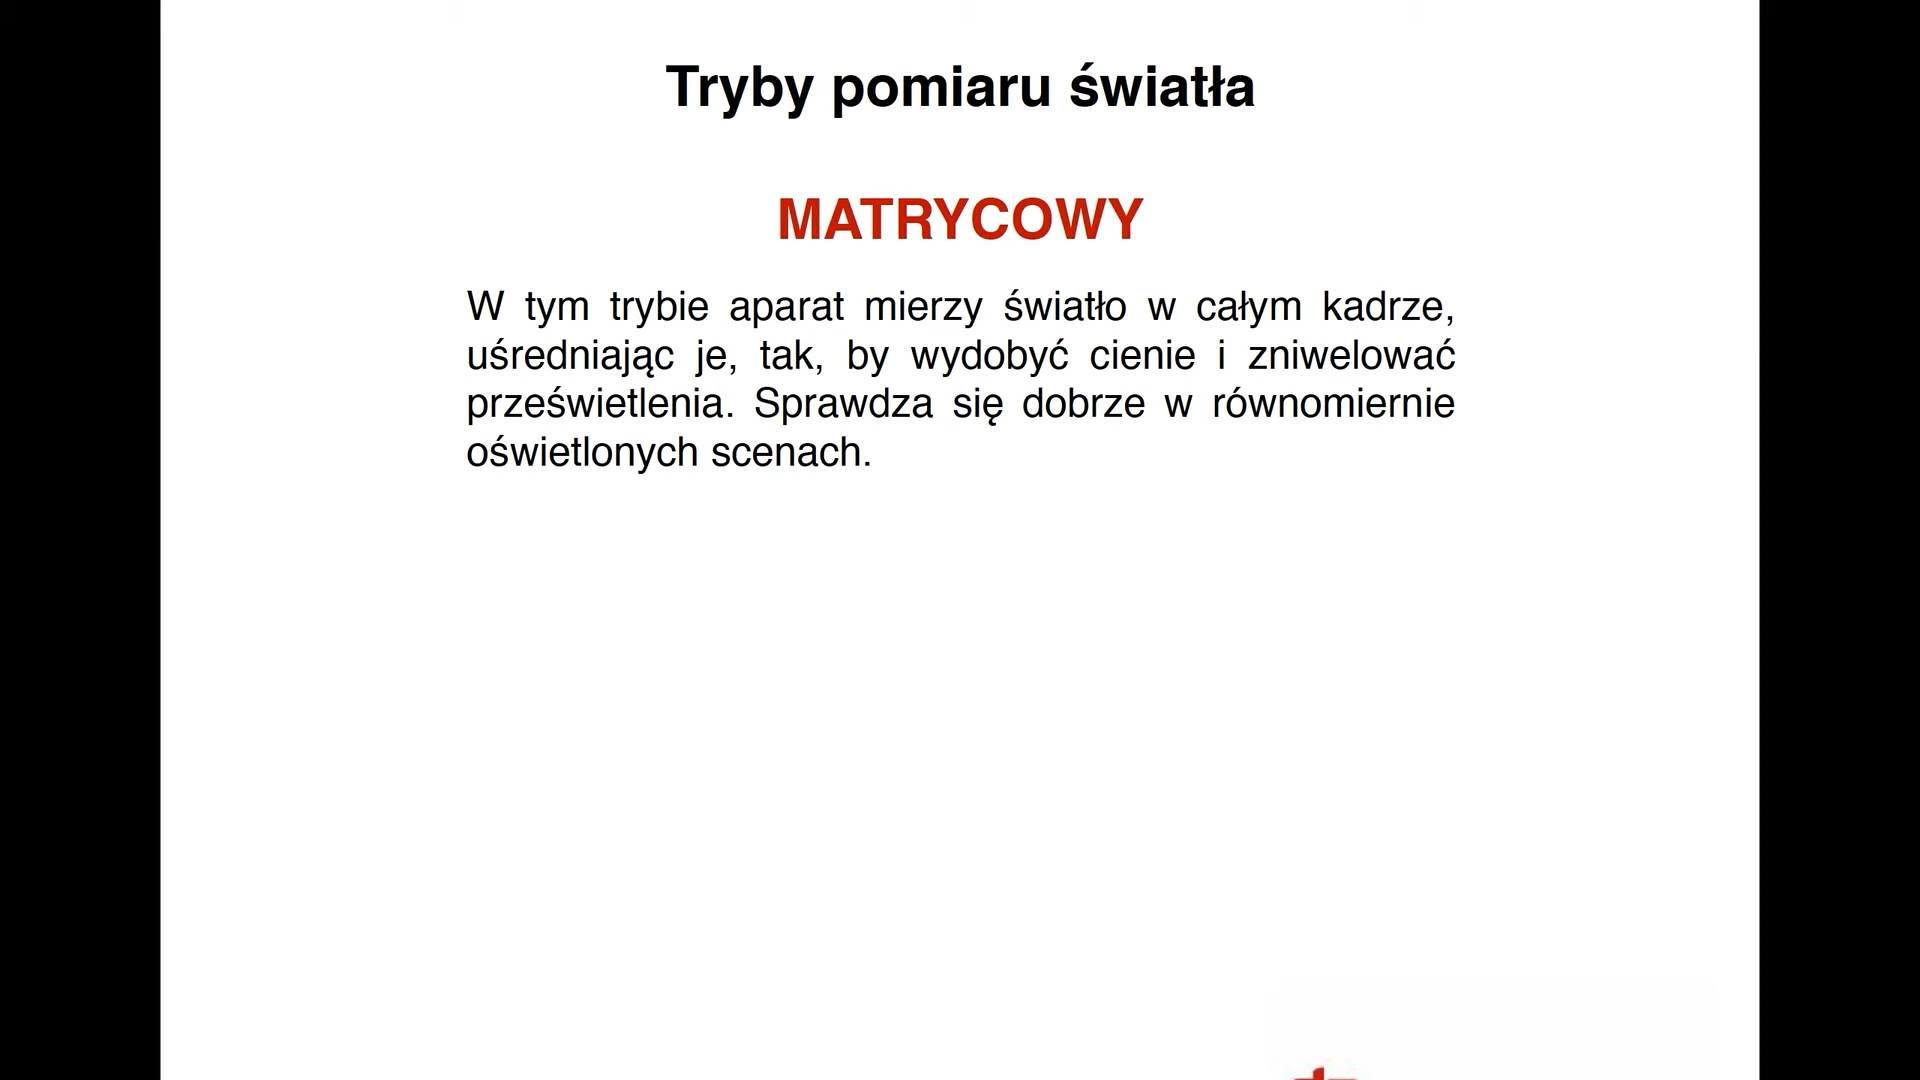 Tryby pomiaru światła
MATRYCOWY
W tym trybie aparat mierzy światło w całym kadrze,
uśredniając je, tak, by wydobyć cienie i zniwelować
prześwietlenia. Sprawdza się dobrze w równomiernie
oświetlonych scenach.